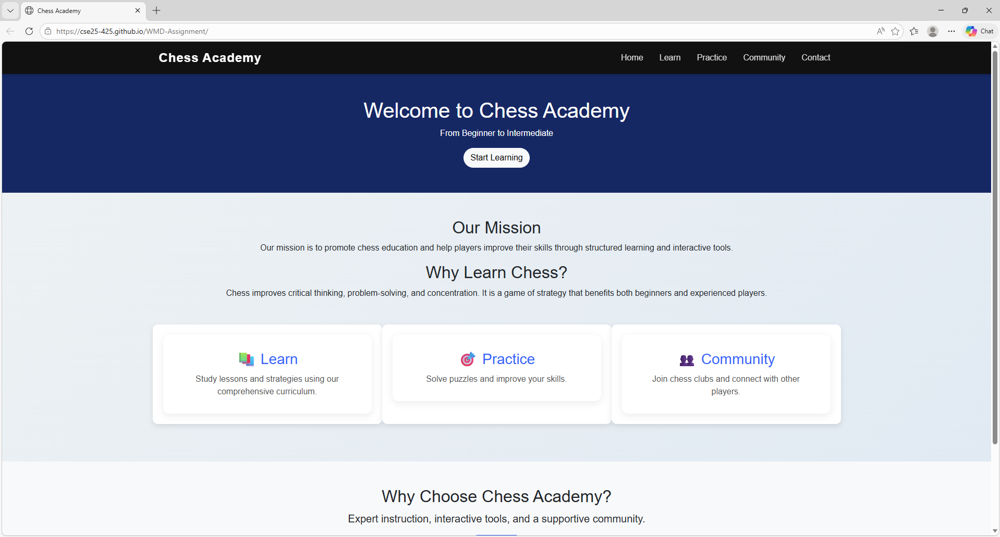 Chess Academy
https://cse25-425.github.io/WMD-Assignment/
Chat
Chess Academy
Home Learn Practice Community Contact
Welcome to Chess Academy
From Beginner to Intermediate
Start Learning
Our Mission
Our mission is to promote chess education and help players improve their skills through structured learning and interactive tools.
Why Learn Chess?
Chess improves critical thinking, problem-solving, and concentration. It is a game of strategy that benefits both beginners and experienced players.
Learn
Study lessons and strategies using our
comprehensive curriculum.
Practice
Solve puzzles and improve your skills.
Community
Join chess clubs and connect with other
players.
Why Choose Chess Academy?
Expert instruction, interactive tools, and a supportive community.